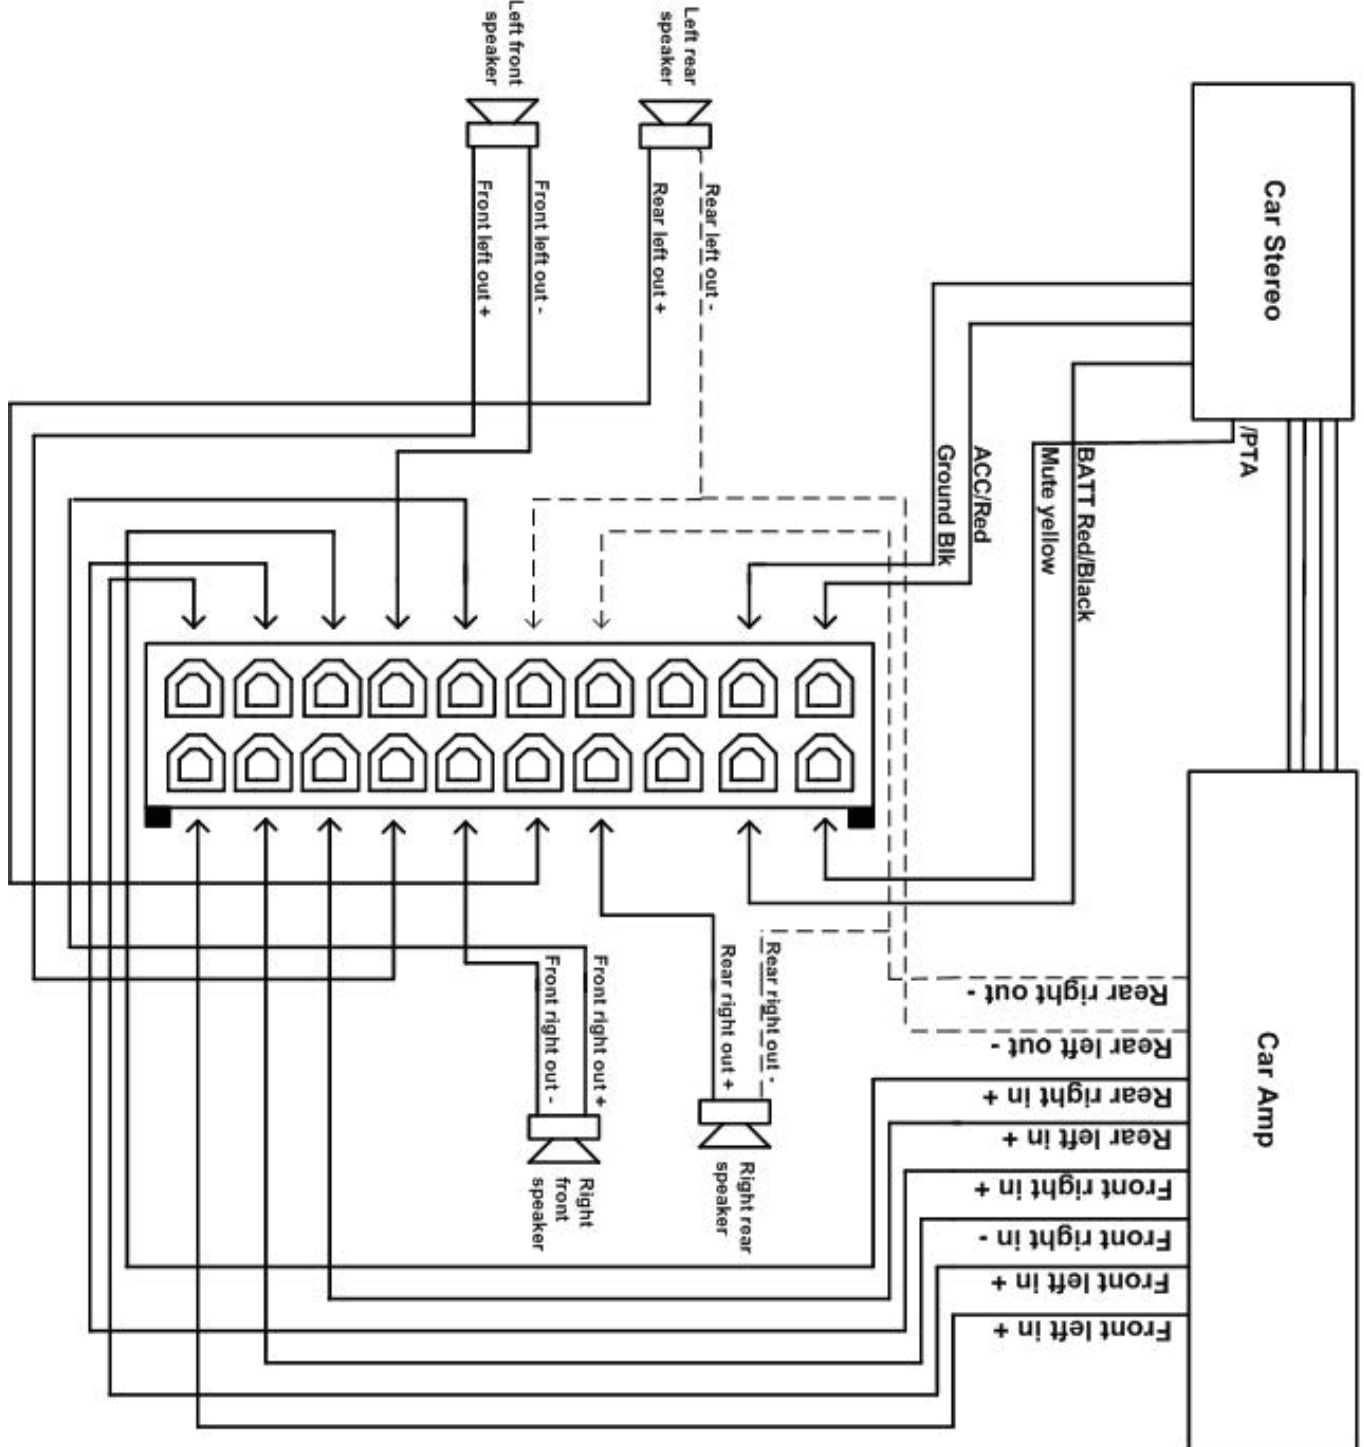 Left front
speaker
Left rear
speaker
Front left out +
Front left out -
Rear left out +
Rear left out -
Car Stereo
/PTA
Ground Blk
ACC/Red
Mute yellow
BATT Red/Black
Front right out -
Front right out +
Rear right out +
Rear right out -
Right
front
speaker
Right rear
speaker
Rear right out -
Rear left out -
Rear right in +
Rear left in +
Front right in +
Front right in -
Front left in +
Front left in +
Car Amp